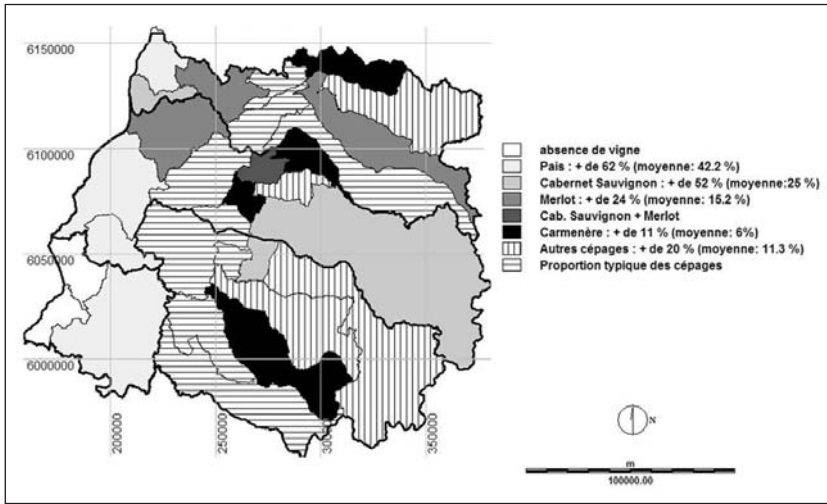 6150000
6100000
6050000
6000000
200000
250000
300000
350000
absence de vigne
Pais : + de 62 % (moyenne: 42.2 %)
Cabernet Sauvignon : + de 52 % (moyenne:25 %)
Merlot : + de 24 % (moyenne: 15.2 %)
Cab. Sauvignon + Merlot
Carmenère : + de 11 % (moyenne: 6%)
Autres cépages : + de 20 % (moyenne: 11.3 %)
Proportion typique des cépages
N
m
100000.00